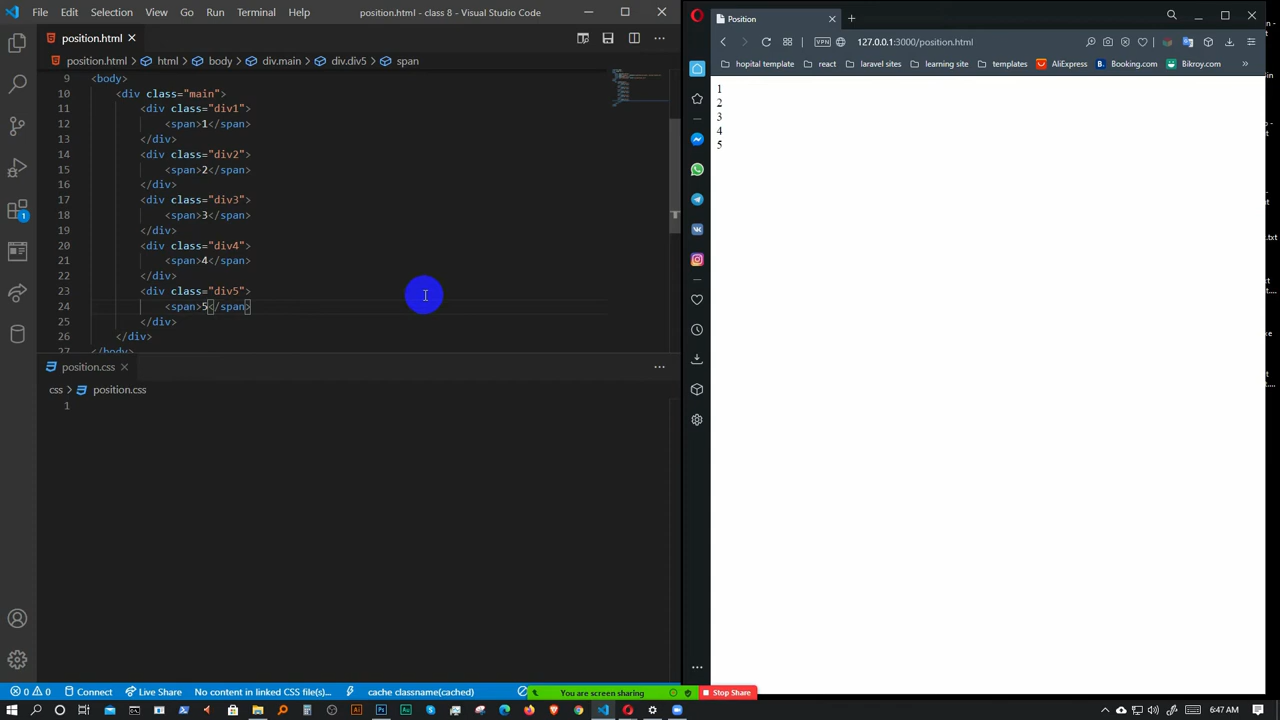 File Edit Selection View Go Run Terminal Help position.html - class 8 - Visual Studio Code
position.html
position.html > html > body > div.main > div.div5 > span
9 <body>
10 <div class="main">
11 <div class="div1">
12 <span>1</span>
13 </div>
14 <div class="div2">
15 <span>2</span>
16 </div>
17 <div class="div3">
18 <span>3</span>
19 </div>
20 <div class="div4">
21 <span>4</span>
22 </div>
23 <div class="div5">
24 <span>5</span>
25 </div>
26 </div>
27 </body>
position.css
css > position.css
1
1
0 0 Connect Live Share No content in linked CSS file(s)... cache classname(cached)
Position
VPN 127.0.0.1:3000/position.html
hopital template react laravel sites learning site templates AliExpress Booking.com Bikroy.com »
1
2
3
4
5
You are screen sharing Stop Share
6:47 AM